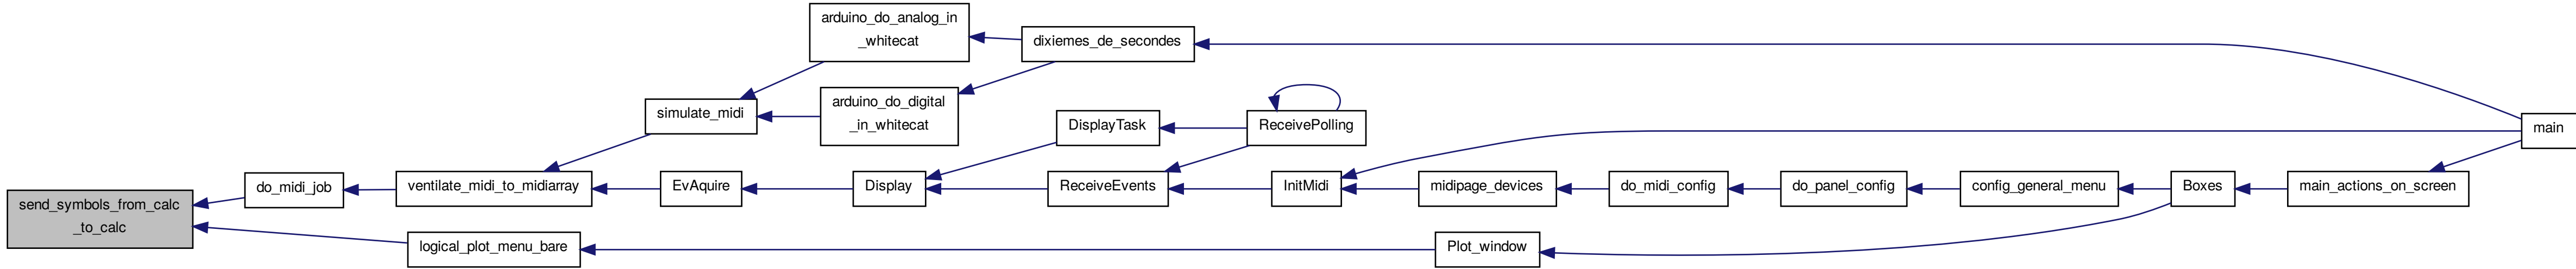 send_symbols_from_calc
_to_calc
do_midi_job
logical_plot_menu_bare
ventilate_midi_to_midiarray
simulate_midi
EvAquire
arduino_do_analog_in
_whitecat
arduino_do_digital
_in_whitecat
Display
dixiemes_de_secondes
DisplayTask
ReceiveEvents
ReceivePolling
InitMidi
midipage_devices
Plot_window
do_midi_config
do_panel_config
config_general_menu
Boxes
main_actions_on_screen
main